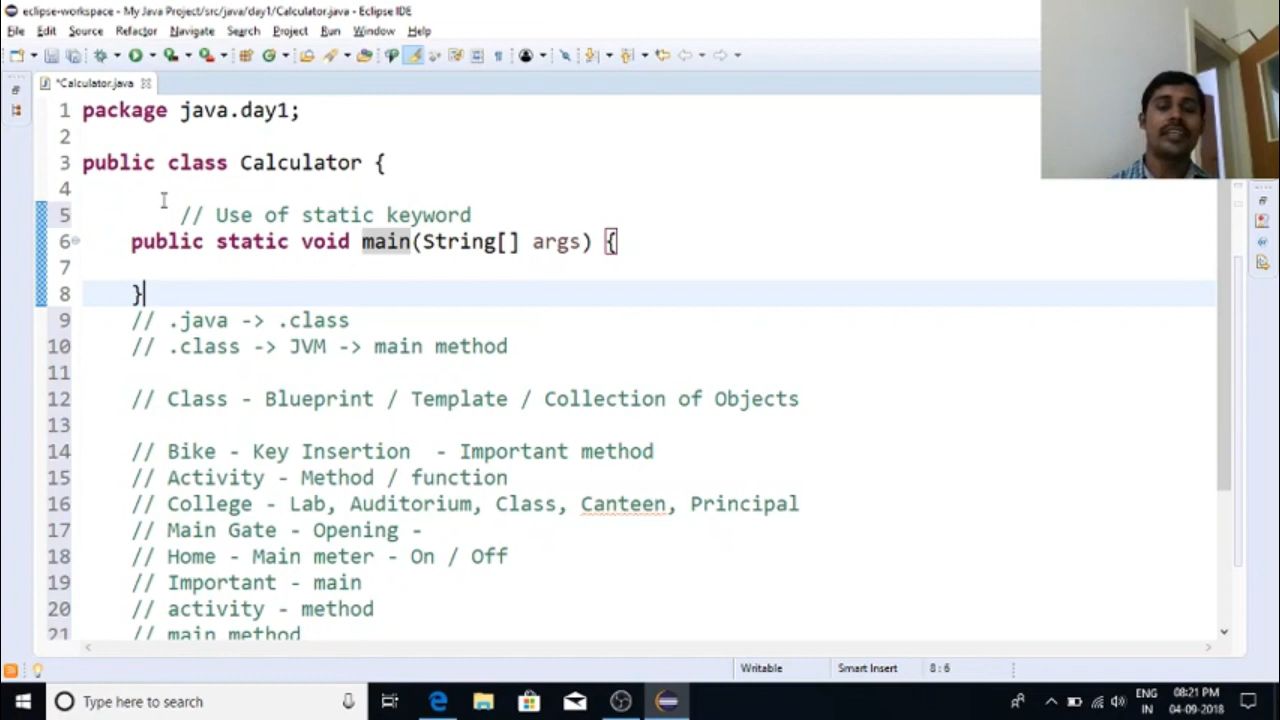 eclipse-workspace - My Java Project/src/java/day1/Calculator.java - Eclipse IDE
File Edit Source Refactor Navigate Search Project Run Window Help
*Calculator.java
1 package java.day1;
2
3 public class Calculator {
4
5 // Use of static keyword
6 public static void main(String[] args) {
7
8 }
9 // .java -> .class
10 // .class -> JVM -> main method
11
12 // Class - Blueprint / Template / Collection of Objects
13
14 // Bike - Key Insertion - Important method
15 // Activity - Method / function
16 // College - Lab, Auditorium, Class, Canteen, Principal
17 // Main Gate - Opening -
18 // Home - Main meter - On / Off
19 // Important - main
20 // activity - method
21 // main method
Writable Smart Insert 8:6
Type here to search
ENG 08:21 PM
IN 04-09-2018